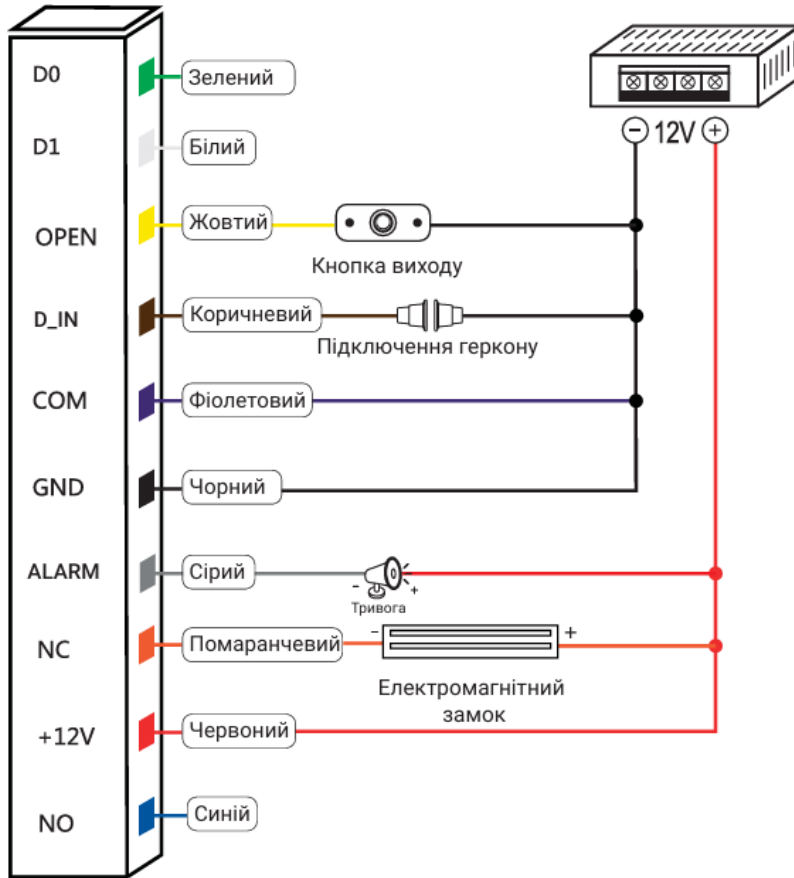 D0
Зелений
− 12V +
D1
Білий
OPEN
Жовтий
Кнопка виходу
D_IN
Коричневий
Підключення геркону
COM
Фіолетовий
GND
Чорний
ALARM
Сірий
- +
Тривога
NC
Помаранчевий
- +
Електромагнітний
замок
+12V
Червоний
NO
Синій